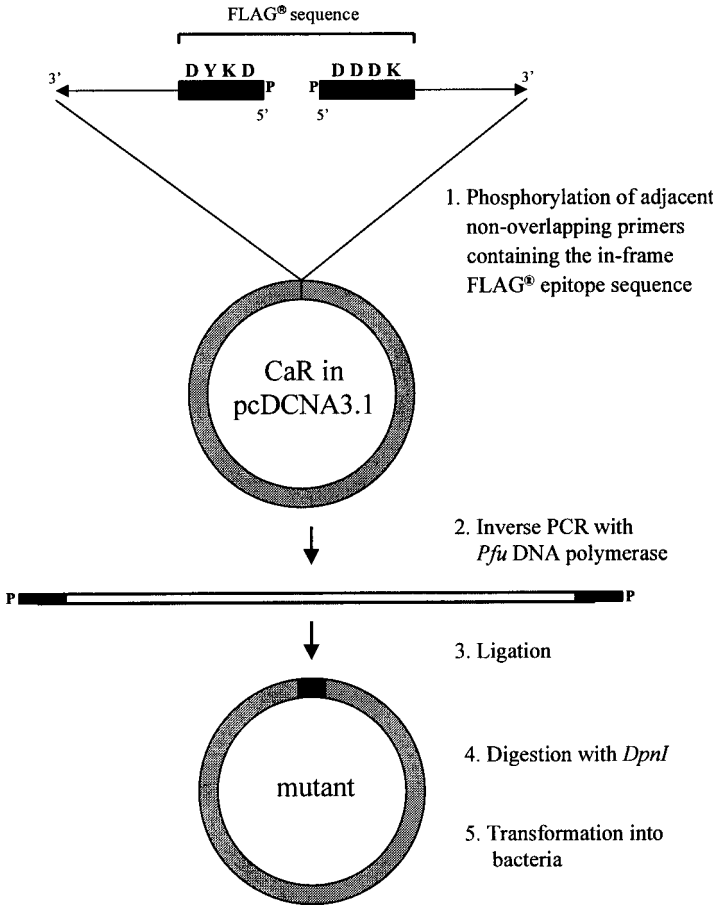 FLAG® sequence
D Y K D
D D D K
3’
P
P
3’
5’
5’
1. Phosphorylation of adjacent
non-overlapping primers
containing the in-frame
FLAG® epitope sequence
CaR in
pcDCNA3.1
2. Inverse PCR with
Pfu DNA polymerase
P
P
3. Ligation
4. Digestion with DpnI
mutant
5. Transformation into
bacteria